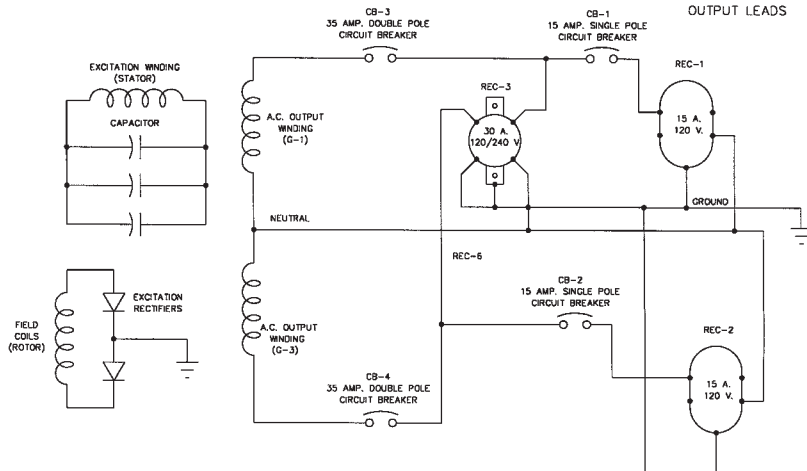 OUTPUT LEADS
CB-3
35 AMP. DOUBLE POLE
CIRCUIT BREAKER
CB-1
15 AMP. SINGLE POLE
CIRCUIT BREAKER
REC-1
15 A.
120 V.
EXCITATION WINDING
(STATOR)
CAPACITOR
A.C. OUTPUT
WINDING
(G-1)
REC-3
30 A.
120/240 V.
GROUND
NEUTRAL
REC-6
EXCITATION
RECTIFIERS
FIELD
COILS
(ROTOR)
A.C. OUTPUT
WINDING
(G-3)
CB-2
15 AMP. SINGLE POLE
CIRCUIT BREAKER
REC-2
15 A.
120 V.
CB-4
35 AMP. DOUBLE POLE
CIRCUIT BREAKER